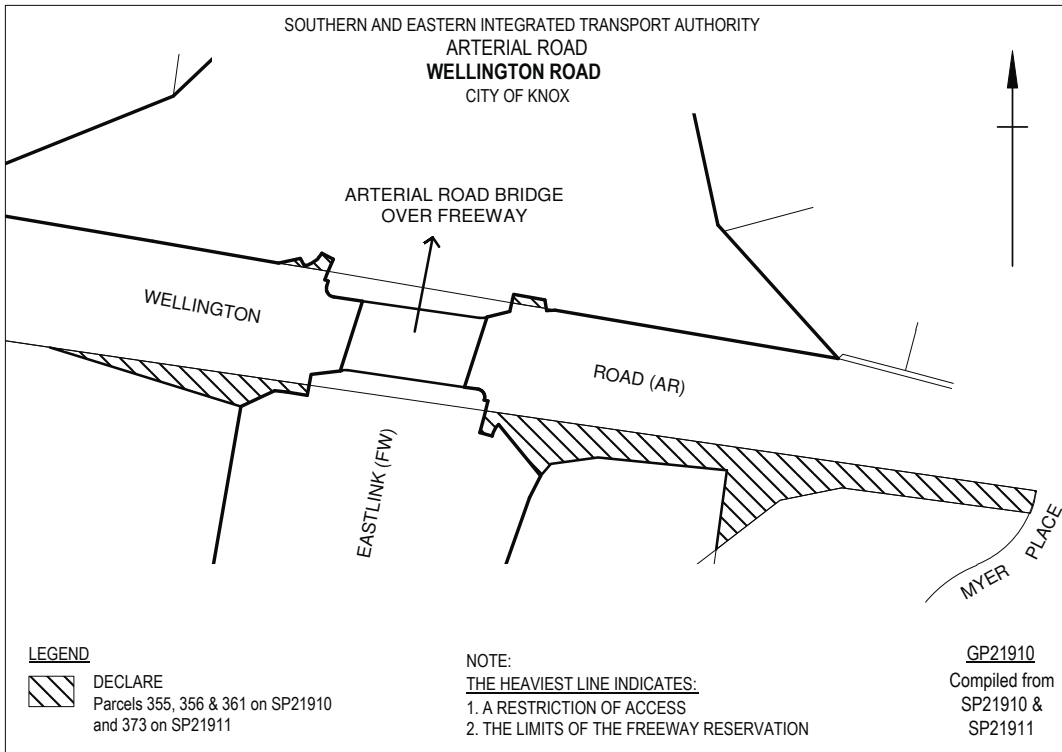 SOUTHERN AND EASTERN INTEGRATED TRANSPORT AUTHORITY
ARTERIAL ROAD
WELLINGTON ROAD
CITY OF KNOX
ARTERIAL ROAD BRIDGE
OVER FREEWAY
WELLINGTON
ROAD (AR)
EASTLINK (FW)
MYER PLACE
LEGEND
DECLARE
Parcels 355, 356 & 361 on SP21910
and 373 on SP21911
NOTE:
THE HEAVIEST LINE INDICATES:
1. A RESTRICTION OF ACCESS
2. THE LIMITS OF THE FREEWAY RESERVATION
GP21910
Compiled from
SP21910 &
SP21911